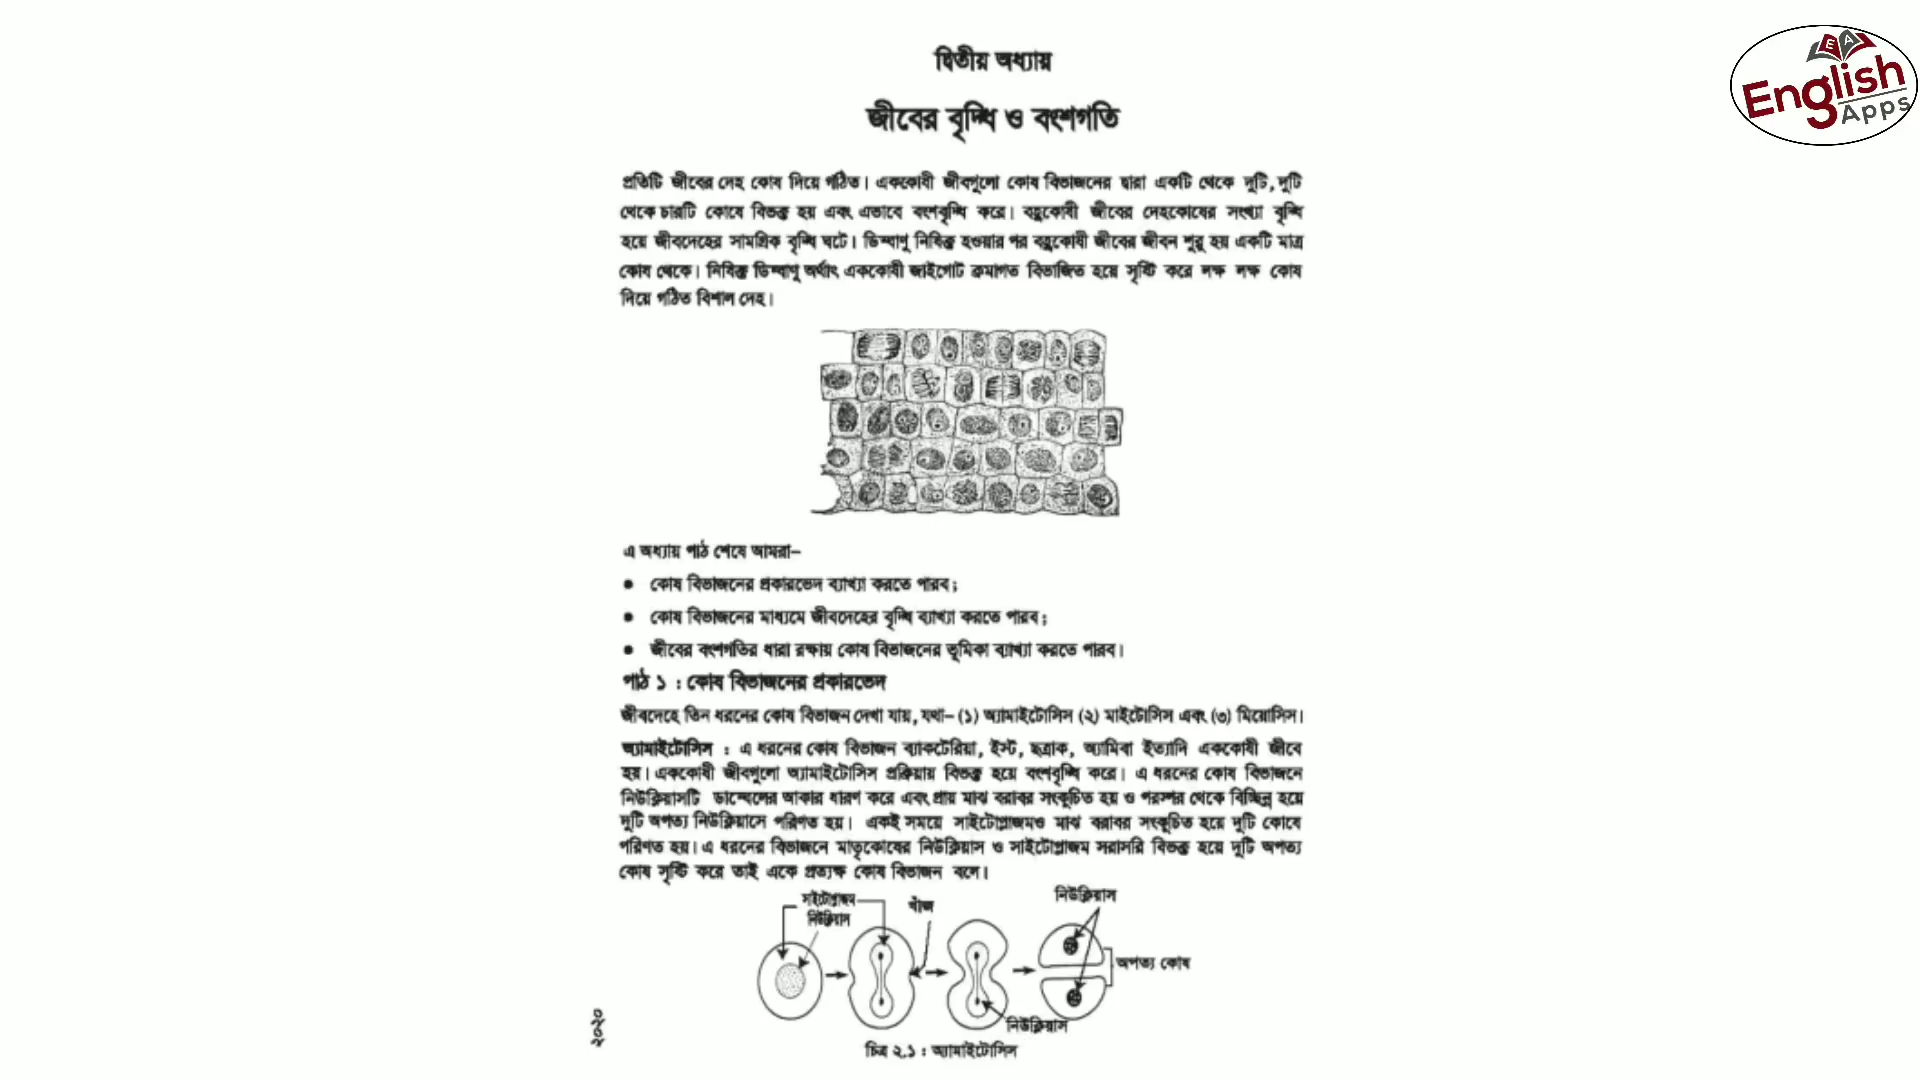 দ্বিতীয় অধ্যায়
জীবের বৃদ্ধি ও বংশগতি
প্রতিটি জীবের দেহ কোষ দিয়ে গঠিত। এককোষী জীবগুলো কোষ বিভাজনের দ্বারা একটি থেকে দুটি, দুটি
থেকে চারটি কোষে বিভক্ত হয় এবং এভাবে বংশবৃদ্ধি করে। বহুকোষী জীবের দেহকোষের সংখ্যা বৃদ্ধি
হয়ে জীবদেহের সামগ্রিক বৃদ্ধি ঘটে। ডিম্বাণু নিষিক্ত হওয়ার পর বহুকোষী জীবের জীবন শুরু হয় একটি মাত্র
কোষ থেকে। নিষিক্ত ডিম্বাণু অর্থাৎ এককোষী জাইগোট ক্রমাগত বিভাজিত হয়ে সৃষ্টি করে লক্ষ লক্ষ কোষ
দিয়ে গঠিত বিশাল দেহ।
এ অধ্যায় পাঠ শেষে আমরা–
● কোষ বিভাজনের প্রকারভেদ ব্যাখ্যা করতে পারব;
● কোষ বিভাজনের মাধ্যমে জীবদেহের বৃদ্ধি ব্যাখ্যা করতে পারব;
● জীবের বংশগতির ধারা রক্ষায় কোষ বিভাজনের ভূমিকা ব্যাখ্যা করতে পারব।
পাঠ ১ : কোষ বিভাজনের প্রকারভেদ
জীবদেহে তিন ধরনের কোষ বিভাজন দেখা যায়, যথা– (১) অ্যামাইটোসিস (২) মাইটোসিস এবং (৩) মিয়োসিস।
অ্যামাইটোসিস : এ ধরনের কোষ বিভাজন ব্যাকটেরিয়া, ইস্ট, ছত্রাক, অ্যামিবা ইত্যাদি এককোষী জীবে
হয়। এককোষী জীবগুলো অ্যামাইটোসিস প্রক্রিয়ায় বিভক্ত হয়ে বংশবৃদ্ধি করে। এ ধরনের কোষ বিভাজনে
নিউক্লিয়াসটি ডাম্বেলের আকার ধারণ করে এবং প্রায় মাঝ বরাবর সংকুচিত হয় ও পরস্পর থেকে বিচ্ছিন্ন হয়ে
দুটি অপত্য নিউক্লিয়াসে পরিণত হয়। একই সময়ে সাইটোপ্লাজমও মাঝ বরাবর সংকুচিত হয়ে দুটি কোষে
পরিণত হয়। এ ধরনের বিভাজনে মাতৃকোষের নিউক্লিয়াস ও সাইটোপ্লাজম সরাসরি বিভক্ত হয়ে দুটি অপত্য
কোষ সৃষ্টি করে তাই একে প্রত্যক্ষ কোষ বিভাজন বলে।
সাইটোপ্লাজম
নিউক্লিয়াস
খাঁজ
নিউক্লিয়াস
অপত্য কোষ
নিউক্লিয়াস
চিত্র ২.১ : অ্যামাইটোসিস
EA
English
Apps